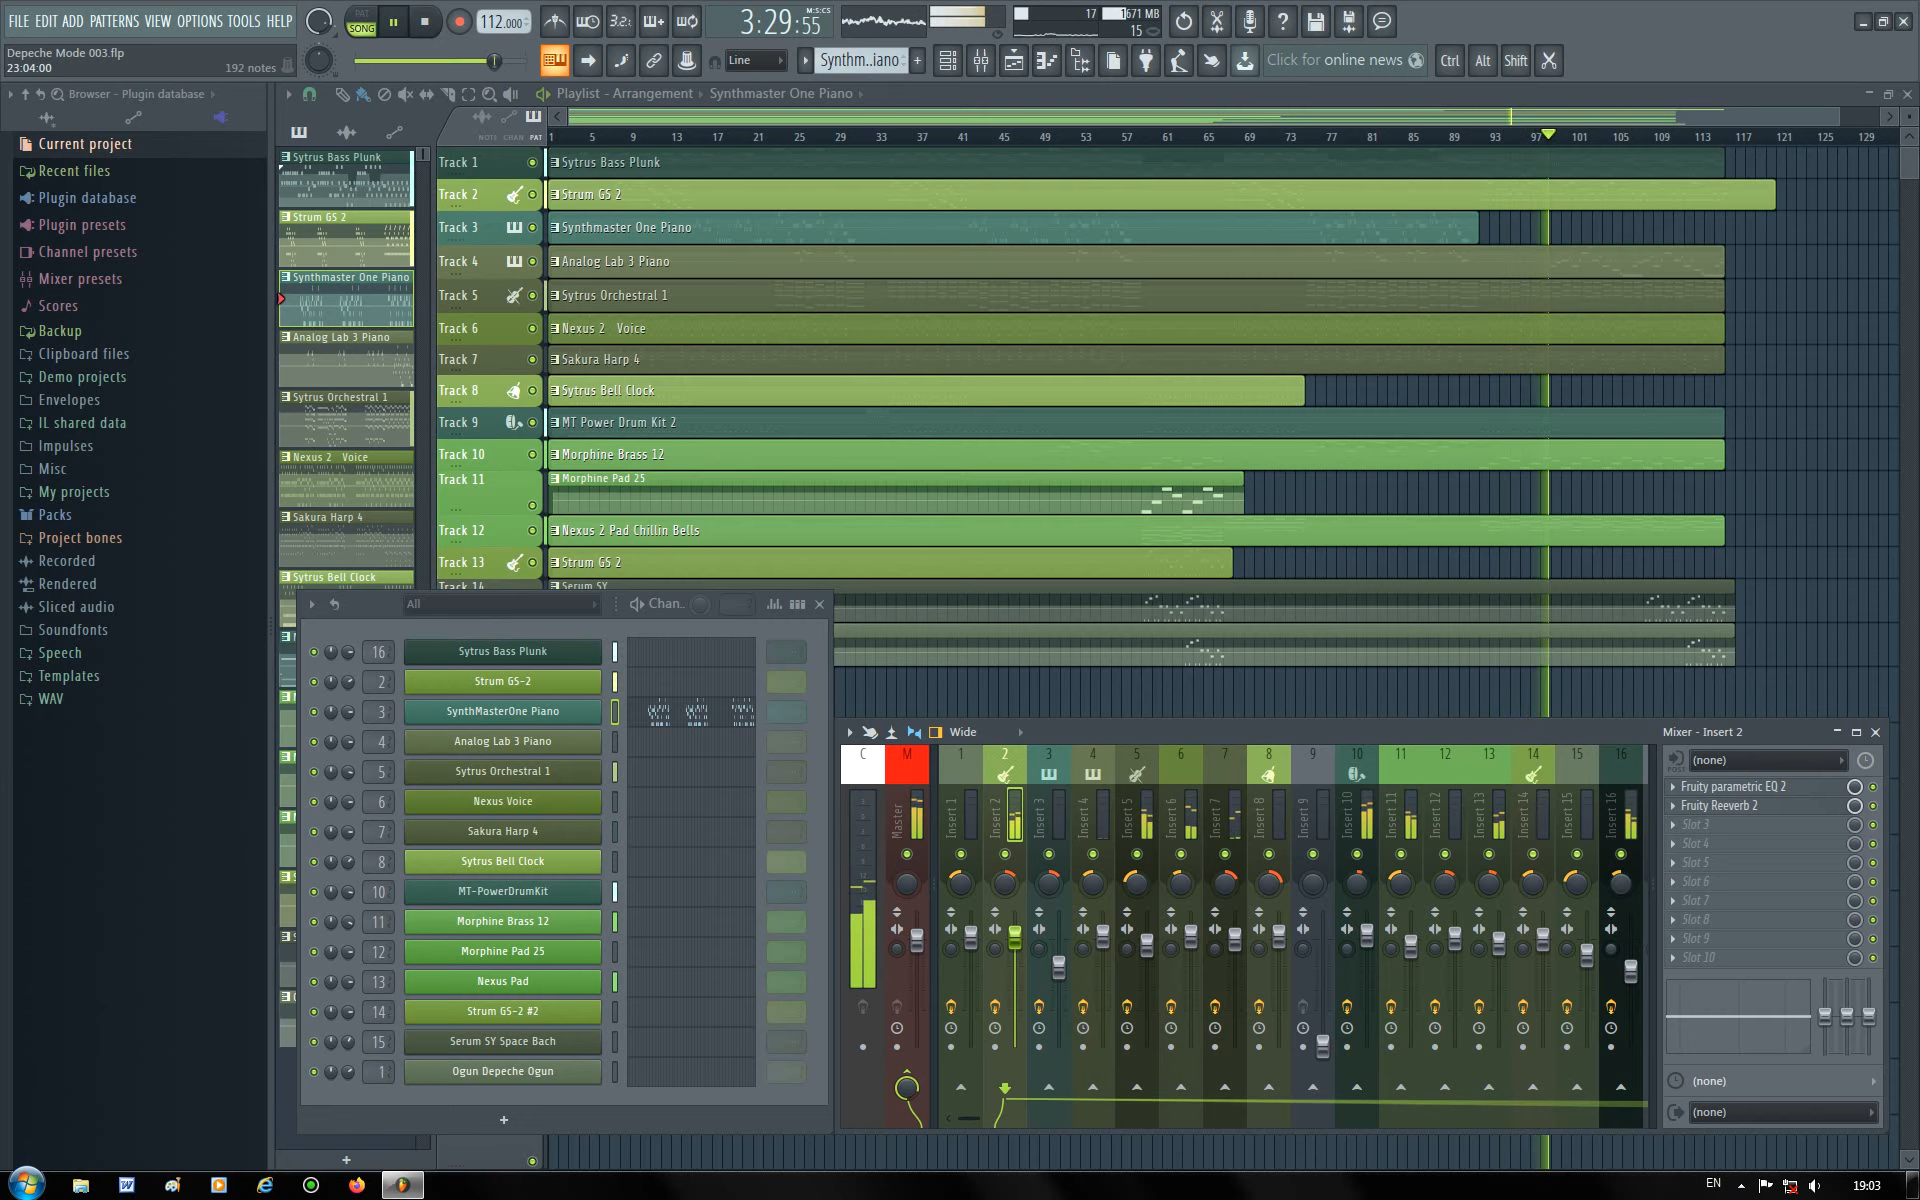 FILE EDIT ADD PATTERNS VIEW OPTIONS TOOLS HELP
PAT
SONG
112.000
3.2.
3:29:55
M:S:CS
17
1671 MB
15
Depeche Mode 003.flp
23:04:00
192 notes
Line
Synthm..iano
+
Click for online news
Ctrl
Alt
Shift
Browser - Plugin database
Playlist - Arrangement
Synthmaster One Piano
NOTE CHAN PAT
1 5 9 13 17 21 25 29 33 37 41 45 49 53 57 61 65 69 73 77 81 85 89 93 97 101 105 109 113 117 121 125 129
Current project
Recent files
Plugin database
Plugin presets
Channel presets
Mixer presets
Scores
Backup
Clipboard files
Demo projects
Envelopes
IL shared data
Impulses
Misc
My projects
Packs
Project bones
Recorded
Rendered
Sliced audio
Soundfonts
Speech
Templates
WAV
Sytrus Bass Plunk
Strum GS 2
Synthmaster One Piano
Analog Lab 3 Piano
Sytrus Orchestral 1
Nexus 2 Voice
Sakura Harp 4
Sytrus Bell Clock
Track 1 Sytrus Bass Plunk
Track 2 Strum GS 2
Track 3 Synthmaster One Piano
Track 4 Analog Lab 3 Piano
Track 5 Sytrus Orchestral 1
Track 6 Nexus 2 Voice
Track 7 Sakura Harp 4
Track 8 Sytrus Bell Clock
Track 9 MT Power Drum Kit 2
Track 10 Morphine Brass 12
Track 11 Morphine Pad 25
Track 12 Nexus 2 Pad Chillin Bells
Track 13 Strum GS 2
Track 14 Serum SY
All
Chan..
16 Sytrus Bass Plunk
2 Strum GS-2
3 SynthMasterOne Piano
4 Analog Lab 3 Piano
5 Sytrus Orchestral 1
6 Nexus Voice
7 Sakura Harp 4
8 Sytrus Bell Clock
10 MT-PowerDrumKit
11 Morphine Brass 12
12 Morphine Pad 25
13 Nexus Pad
14 Strum GS-2 #2
15 Serum SY Space Bach
1 Ogun Depeche Ogun
+
+
Wide
Mixer - Insert 2
C M 1 2 3 4 5 6 7 8 9 10 11 12 13 14 15 16
Master
Insert 1
Insert 2
Insert 3
Insert 4
Insert 5
Insert 6
Insert 7
Insert 8
Insert 9
Insert 10
Insert 11
Insert 12
Insert 13
Insert 14
Insert 15
Insert 16
POST
(none)
Fruity parametric EQ 2
Fruity Reeverb 2
Slot 3
Slot 4
Slot 5
Slot 6
Slot 7
Slot 8
Slot 9
Slot 10
(none)
(none)
EN
19:03